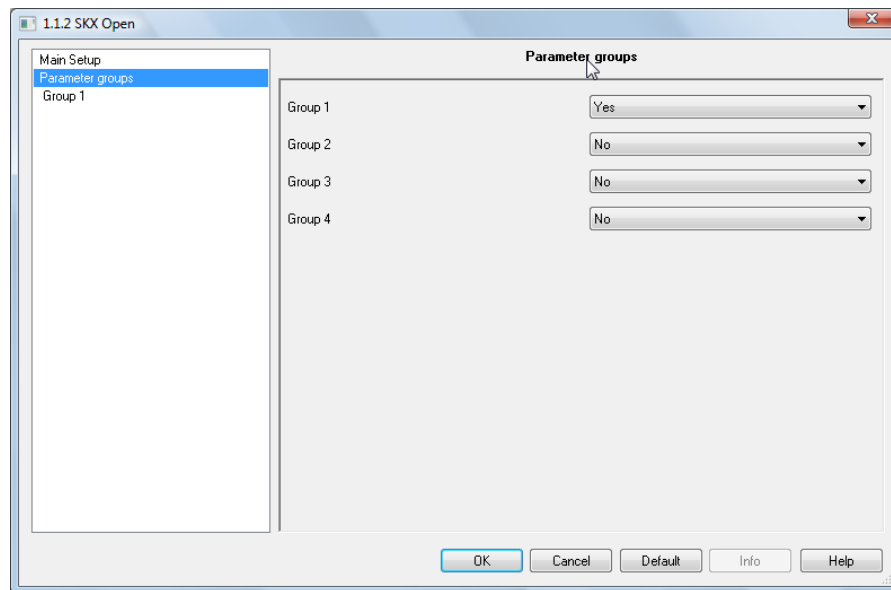 1.1.2 SKX Open
Main Setup
Parameter groups
Group 1
Parameter groups
Group 1 Yes
Group 2 No
Group 3 No
Group 4 No
OK Cancel Default Info Help